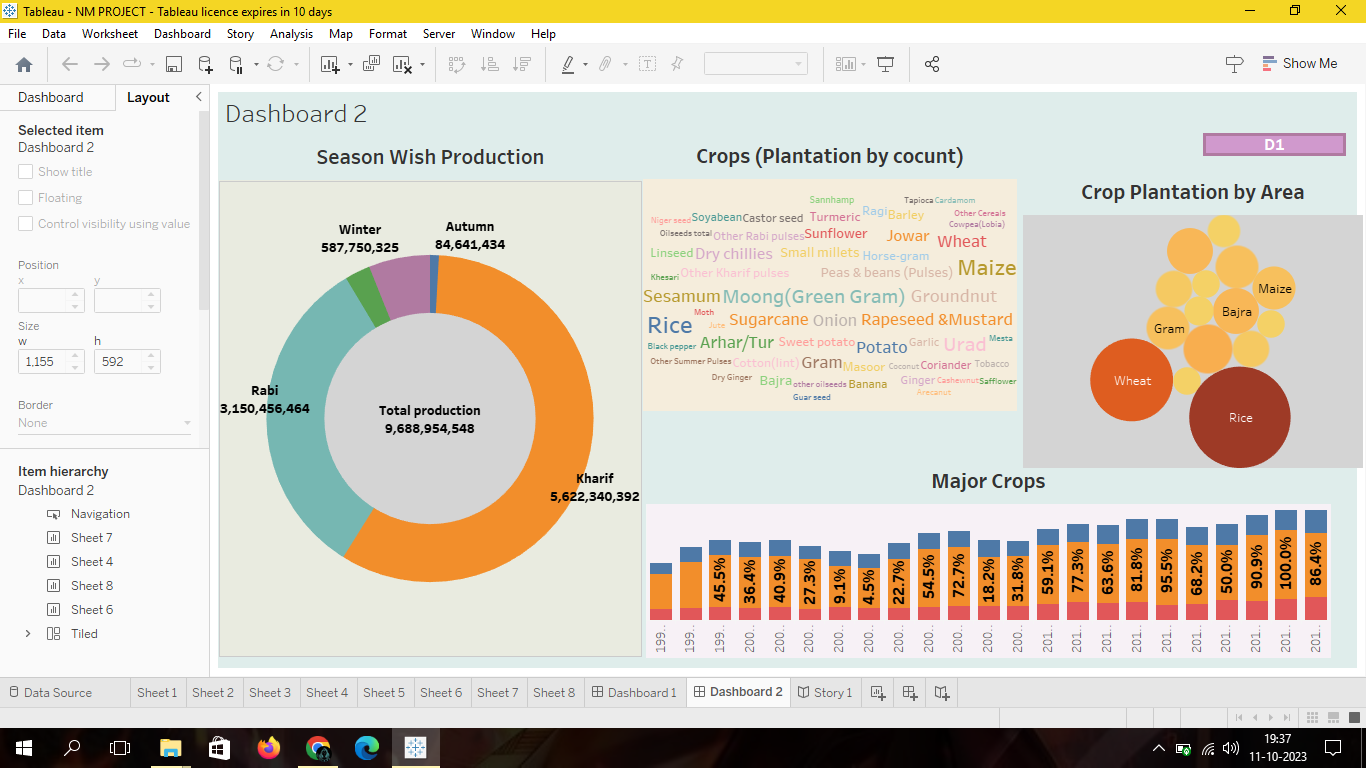 Tableau - NM PROJECT - Tableau licence expires in 10 days
File Data Worksheet Dashboard Story Analysis Map Format Server Window Help
Show Me
Dashboard Layout
Selected item
Dashboard 2
Show title
Floating
Control visibility using value
Position
x y
Size
w h
1,155 592
Border
None
Item hierarchy
Dashboard 2
Navigation
Sheet 7
Sheet 4
Sheet 8
Sheet 6
Tiled
Dashboard 2
D1
Season Wish Production
Winter
587,750,325
Autumn
84,641,434
Rabi
3,150,456,464
Total production
9,688,954,548
Kharif
5,622,340,392
Crops (Plantation by cocunt)
Sannhamp Tapioca Cardamom
Niger seed Soyabean Castor seed Turmeric Ragi Barley Other Cereals
Cowpea(Lobia)
Oilseeds total Other Rabi pulses Sunflower Jowar Wheat
Linseed Dry chillies Small millets Horse-gram
Khesari Other Kharif pulses Peas & beans (Pulses) Maize
Sesamum Moong(Green Gram) Groundnut
Moth
Rice Jute Sugarcane Onion Rapeseed &Mustard
Black pepper Arhar/Tur Sweet potato Potato Garlic Urad Mesta
Other Summer Pulses Cotton(lint) Gram Masoor Coconut Coriander Tobacco
Dry Ginger Bajra other oilseeds Banana Ginger Cashewnut Safflower
Guar seed Arecanut
Crop Plantation by Area
Maize
Bajra
Gram
Wheat
Rice
Major Crops
45.5% 36.4% 40.9% 27.3% 9.1% 4.5% 22.7% 54.5% 72.7% 18.2% 31.8% 59.1% 77.3% 63.6% 81.8% 95.5% 68.2% 50.0% 90.9% 100.0% 86.4%
199.. 199.. 199.. 200.. 200.. 200.. 200.. 200.. 200.. 200.. 200.. 200.. 200.. 201.. 201.. 201.. 201.. 201.. 201.. 201.. 201.. 201.. 201..
Data Source Sheet 1 Sheet 2 Sheet 3 Sheet 4 Sheet 5 Sheet 6 Sheet 7 Sheet 8 Dashboard 1 Dashboard 2 Story 1
19:37
11-10-2023